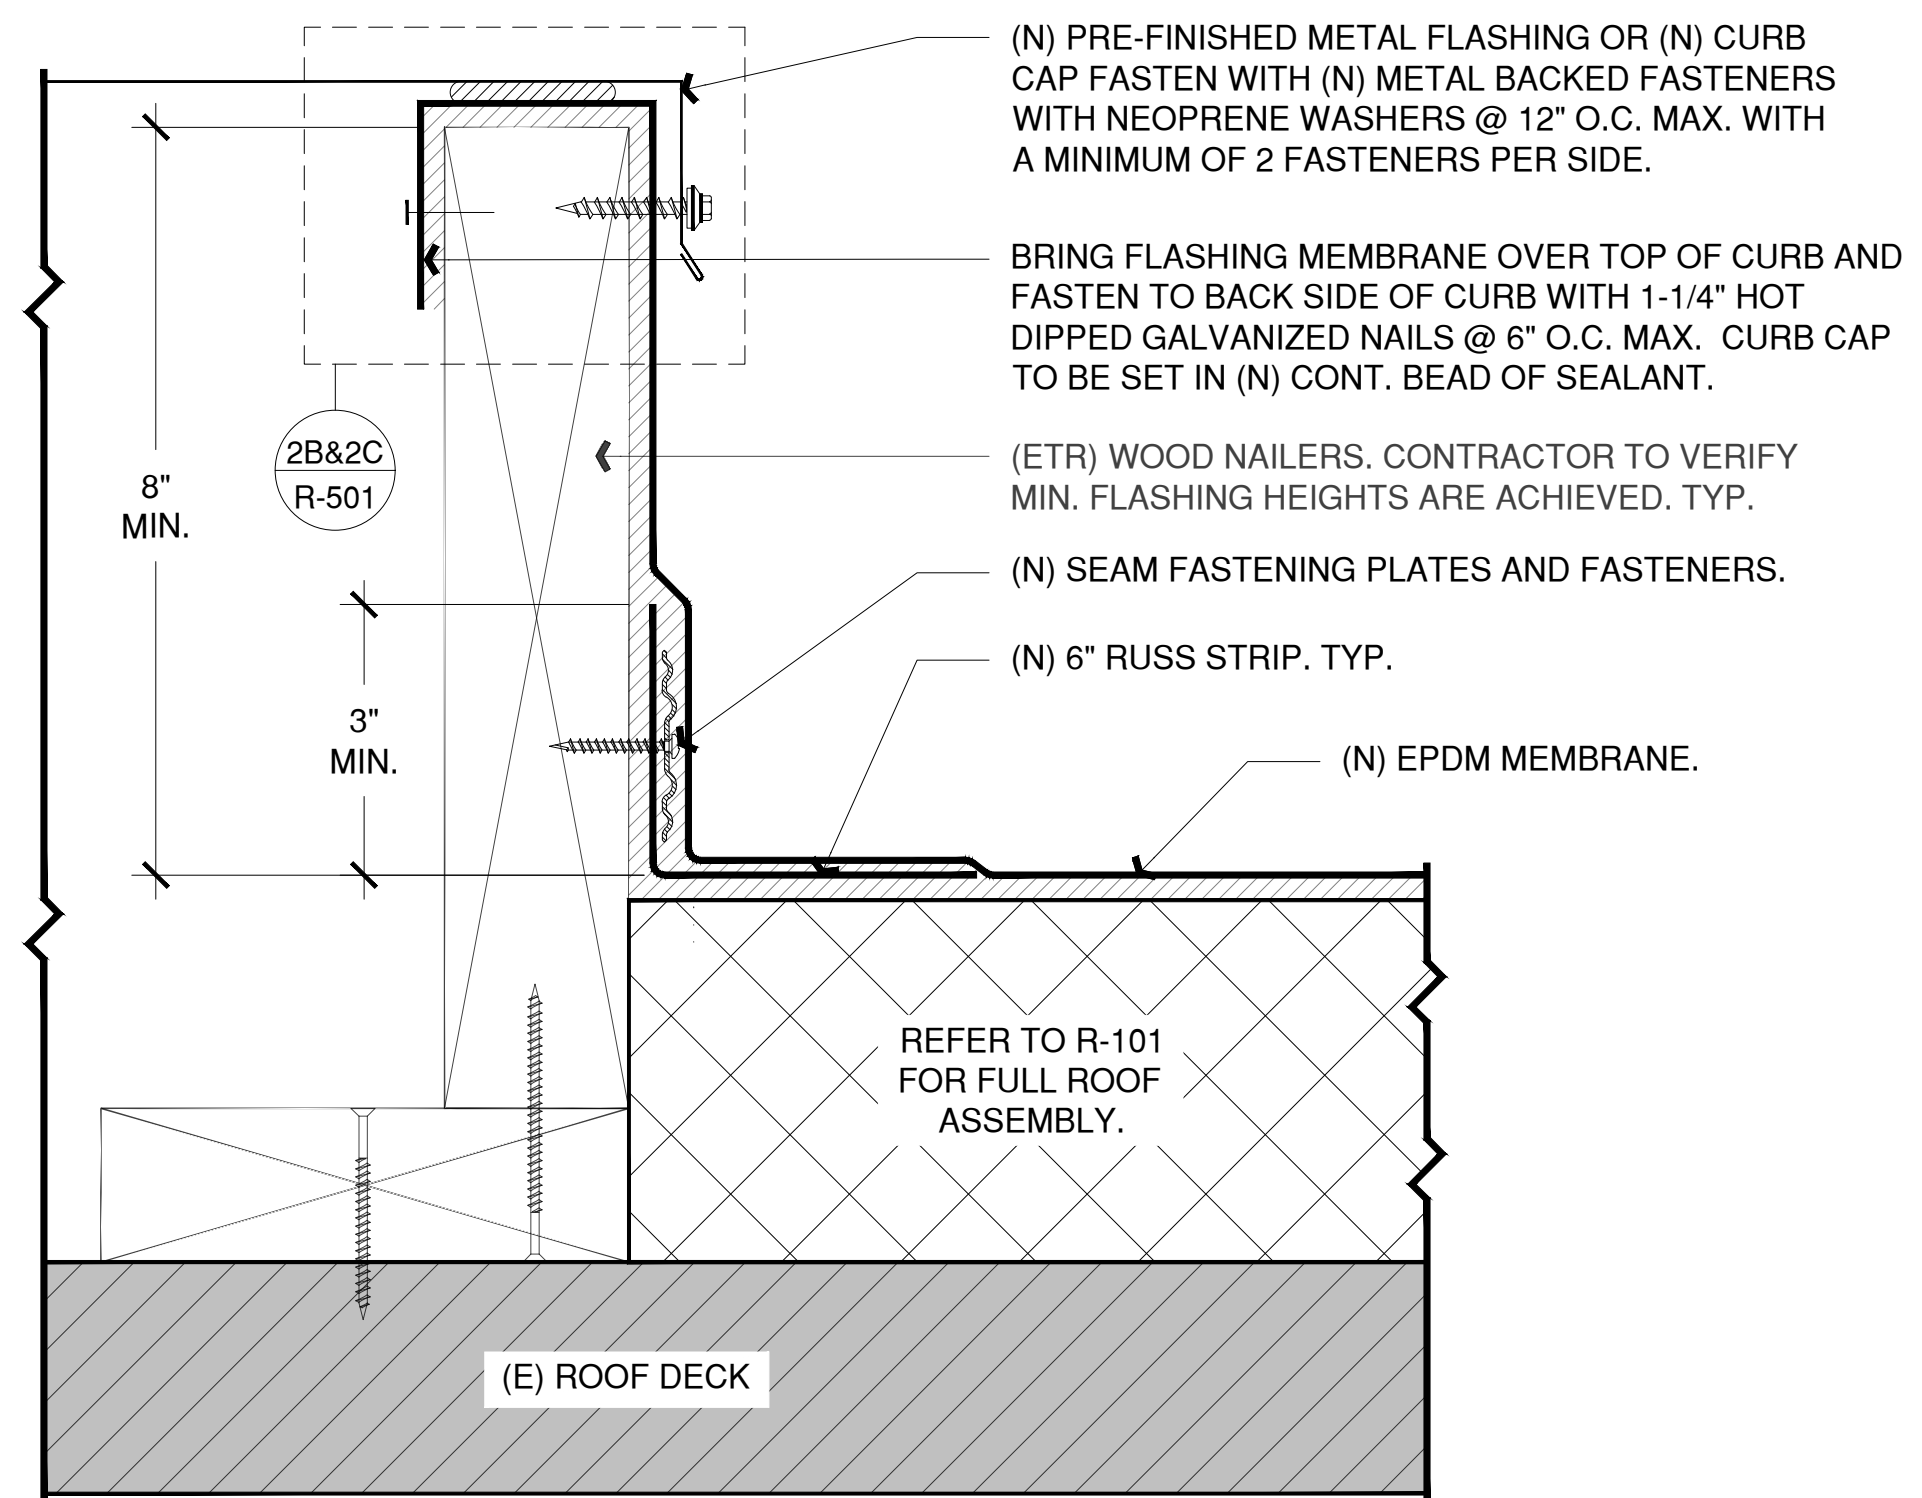 (N) PRE-FINISHED METAL FLASHING OR (N) CURB
CAP FASTEN WITH (N) METAL BACKED FASTENERS
WITH NEOPRENE WASHERS @ 12" O.C. MAX. WITH
A MINIMUM OF 2 FASTENERS PER SIDE.
BRING FLASHING MEMBRANE OVER TOP OF CURB AND
FASTEN TO BACK SIDE OF CURB WITH 1-1/4" HOT
DIPPED GALVANIZED NAILS @ 6" O.C. MAX. CURB CAP
TO BE SET IN (N) CONT. BEAD OF SEALANT.
(ETR) WOOD NAILERS. CONTRACTOR TO VERIFY
MIN. FLASHING HEIGHTS ARE ACHIEVED. TYP.
2B&2C
R-501
8"
MIN.
(N) SEAM FASTENING PLATES AND FASTENERS.
(N) 6" RUSS STRIP. TYP.
3"
MIN.
(N) EPDM MEMBRANE.
REFER TO R-101
FOR FULL ROOF
ASSEMBLY.
(E) ROOF DECK